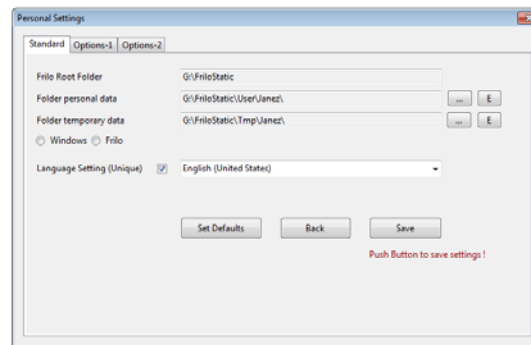 Personal Settings
Standard Options-1 Options-2
Frilo Root Folder G:\FriloStatic
Folder personal data G:\FriloStatic\User\Janez\ ... E
Folder temporary data G:\FriloStatic\Tmp\Janez\ ... E
Windows Frilo
Language Setting (Unique) English (United States)
Set Defaults Back Save
Push Button to save settings !